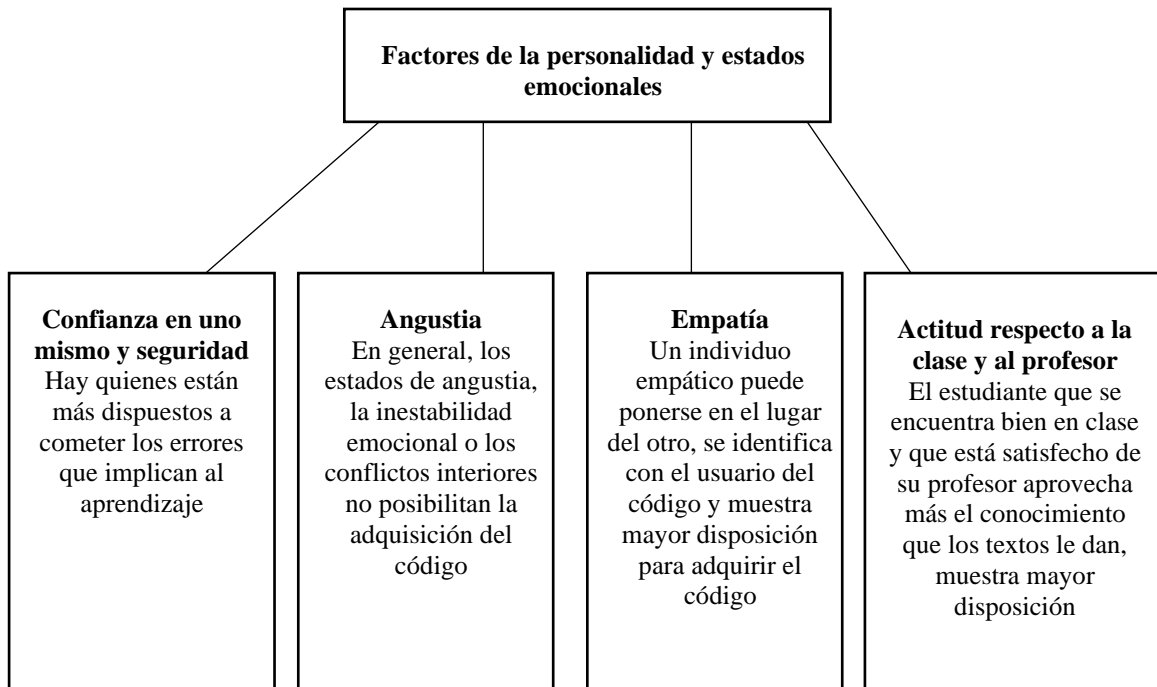 Factores de la personalidad y estados
emocionales
Confianza en uno
mismo y seguridad
Hay quienes están
más dispuestos a
cometer los errores
que implican al
aprendizaje
Angustia
En general, los
estados de angustia,
la inestabilidad
emocional o los
conflictos interiores
no posibilitan la
adquisición del
código
Empatía
Un individuo
empático puede
ponerse en el lugar
del otro, se identifica
con el usuario del
código y muestra
mayor disposición
para adquirir el
código
Actitud respecto a la
clase y al profesor
El estudiante que se
encuentra bien en clase
y que está satisfecho de
su profesor aprovecha
más el conocimiento
que los textos le dan,
muestra mayor
disposición